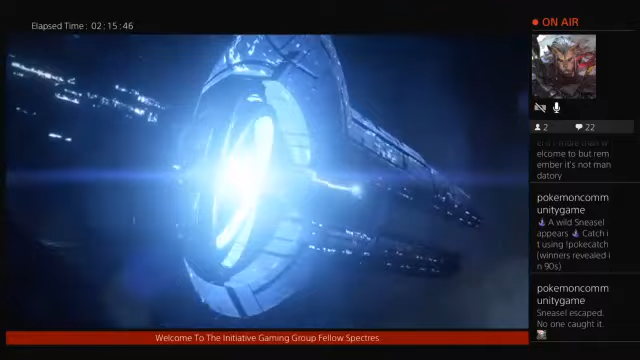 Elapsed Time : 02:15:46
ON AIR
2
22
elcome to but rem
ember it's not man
datory
pokemoncomm
unitygame
A wild Sneasel
appears
Catch i
t using !pokecatch
(winners revealed i
n 90s)
pokemoncomm
unitygame
Sneasel escaped.
No one caught it.
Welcome To The Initiative Gaming Group Fellow Spectres